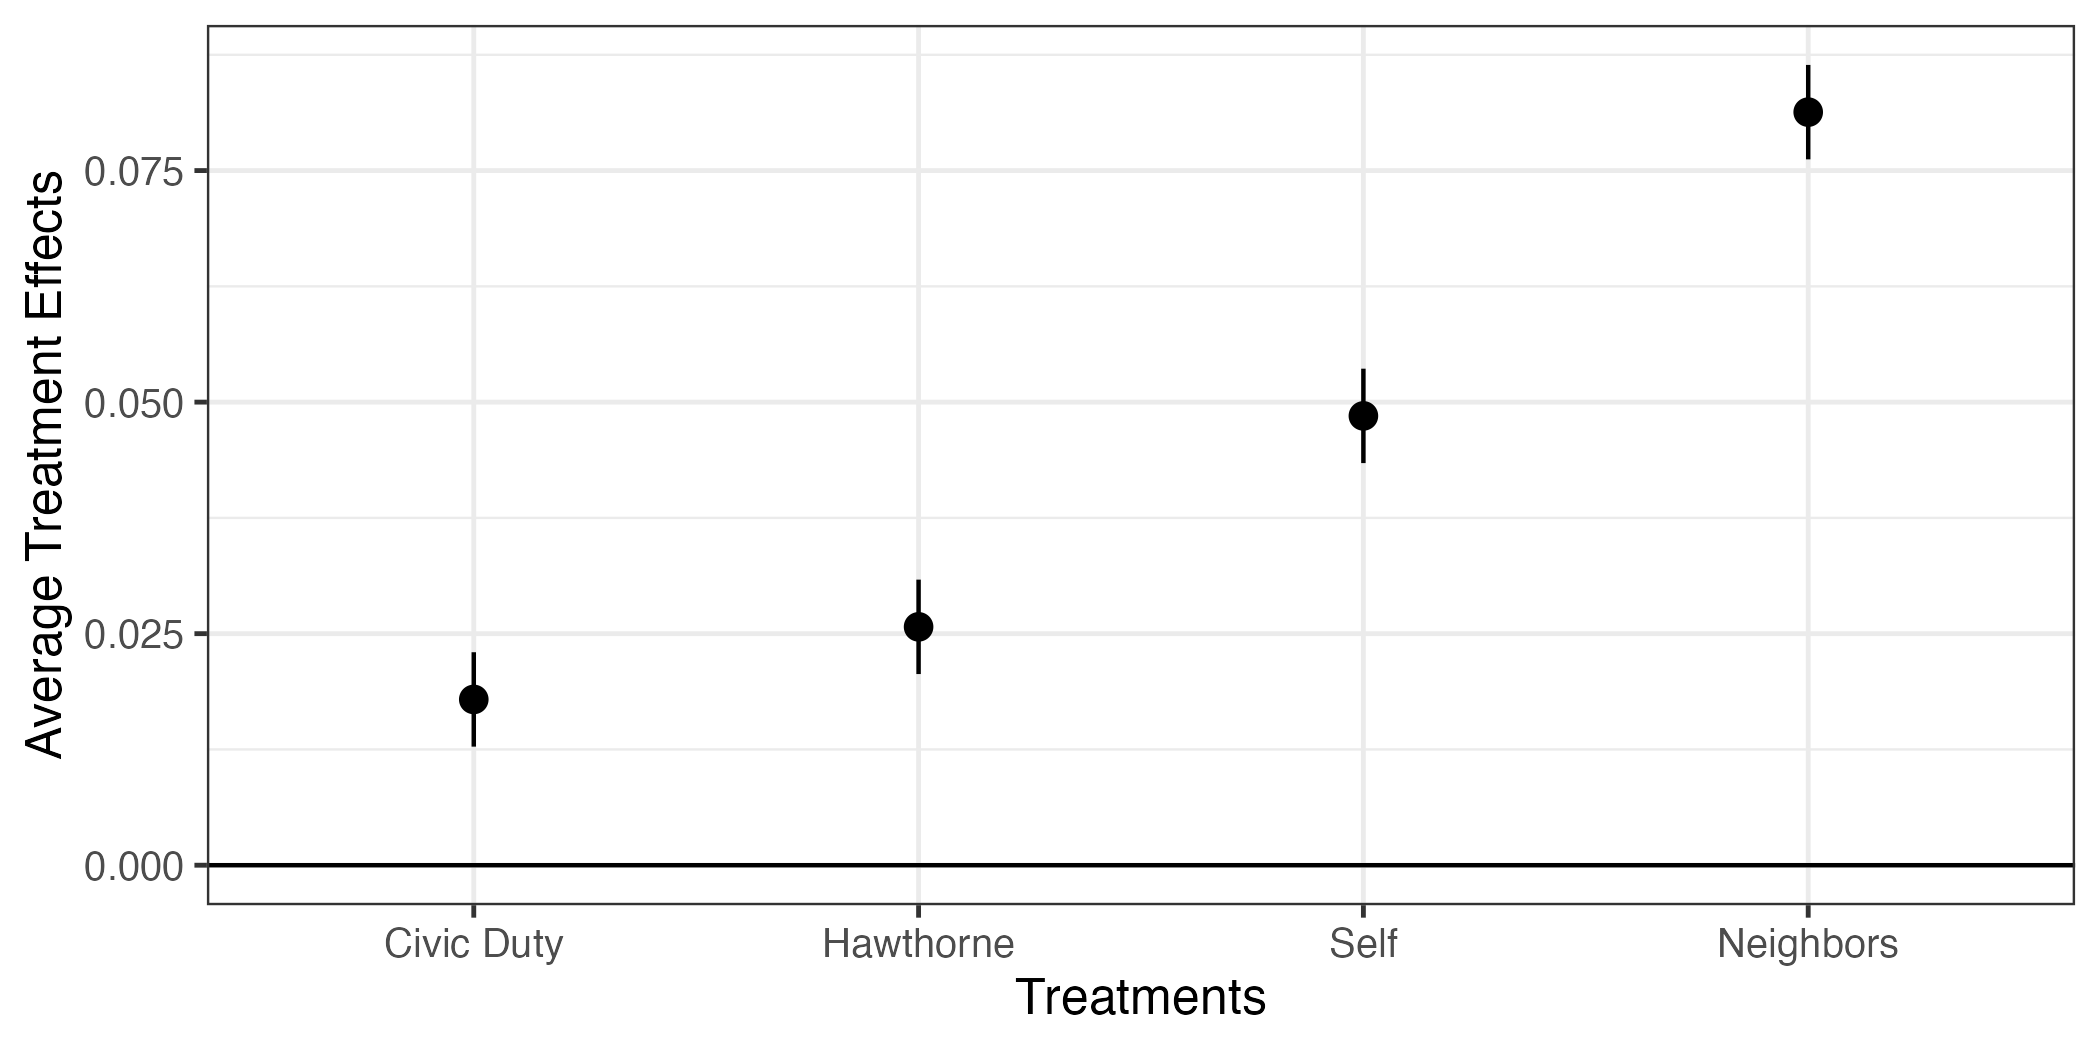 Average Treatment Effects
0.075
0.050
0.025
0.000
Civic Duty
Hawthorne
Self
Neighbors
Treatments